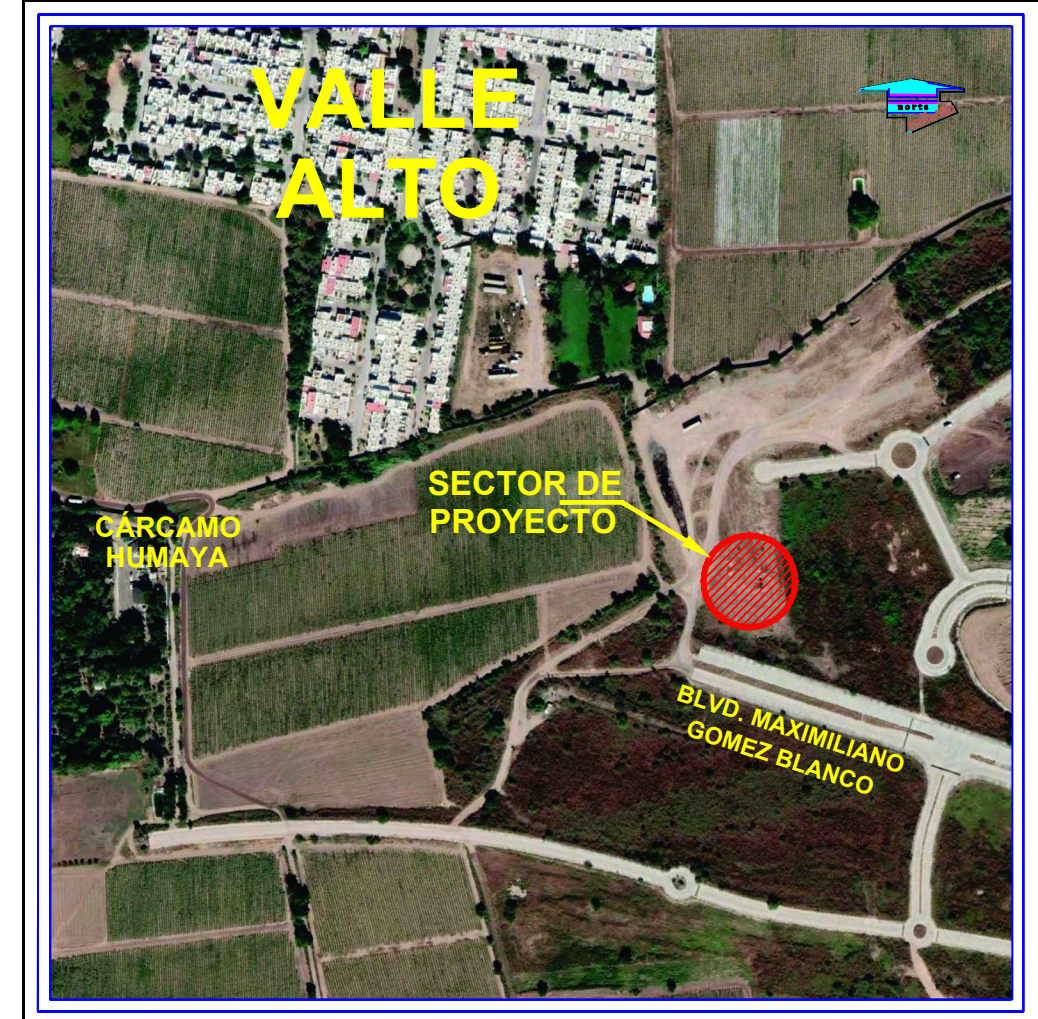 VALLE
ALTO
norte
SECTOR DE
PROYECTO
CÁRCAMO
HUMAYA
BLVD. MAXIMILIANO
GOMEZ BLANCO